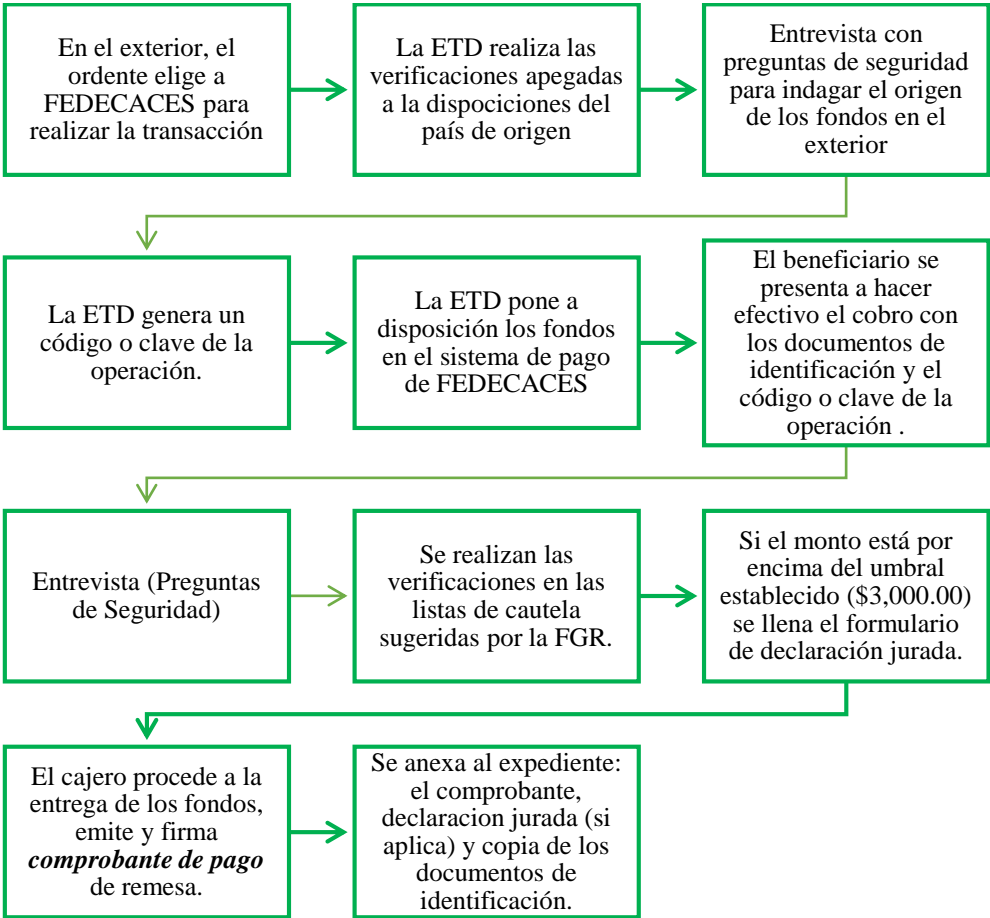 En el exterior, el
ordente elige a
FEDECACES para
realizar la transacción
La ETD realiza las
verificaciones apegadas
a la dispociciones del
país de origen
Entrevista con
preguntas de seguridad
para indagar el origen
de los fondos en el
exterior
La ETD genera un
código o clave de la
operación.
La ETD pone a
disposición los fondos
en el sistema de pago
de FEDECACES
El beneficiario se
presenta a hacer
efectivo el cobro con
los documentos de
identificación y el
código o clave de la
operación .
Entrevista (Preguntas
de Seguridad)
Se realizan las
verificaciones en las
listas de cautela
sugeridas por la FGR.
Si el monto está por
encima del umbral
establecido ($3,000.00)
se llena el formulario
de declaración jurada.
El cajero procede a la
entrega de los fondos,
emite y firma
comprobante de pago
de remesa.
Se anexa al expediente:
el comprobante,
declaracion jurada (si
aplica) y copia de los
documentos de
identificación.